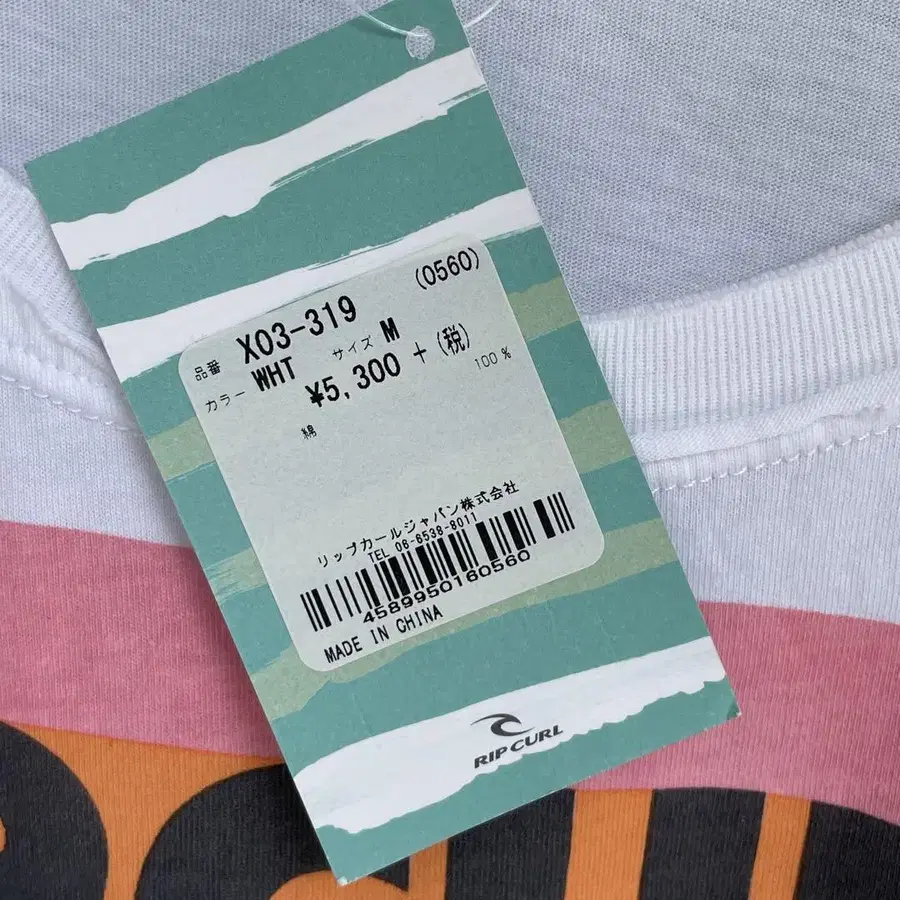 (0560)
品番 X03-319
カラー WHT サイズ M
¥5,300 + (税)
綿 100 %
リップカールジャパン株式会社
TEL 06-6538-8011
4589950160560
MADE IN CHINA
RIP CURL